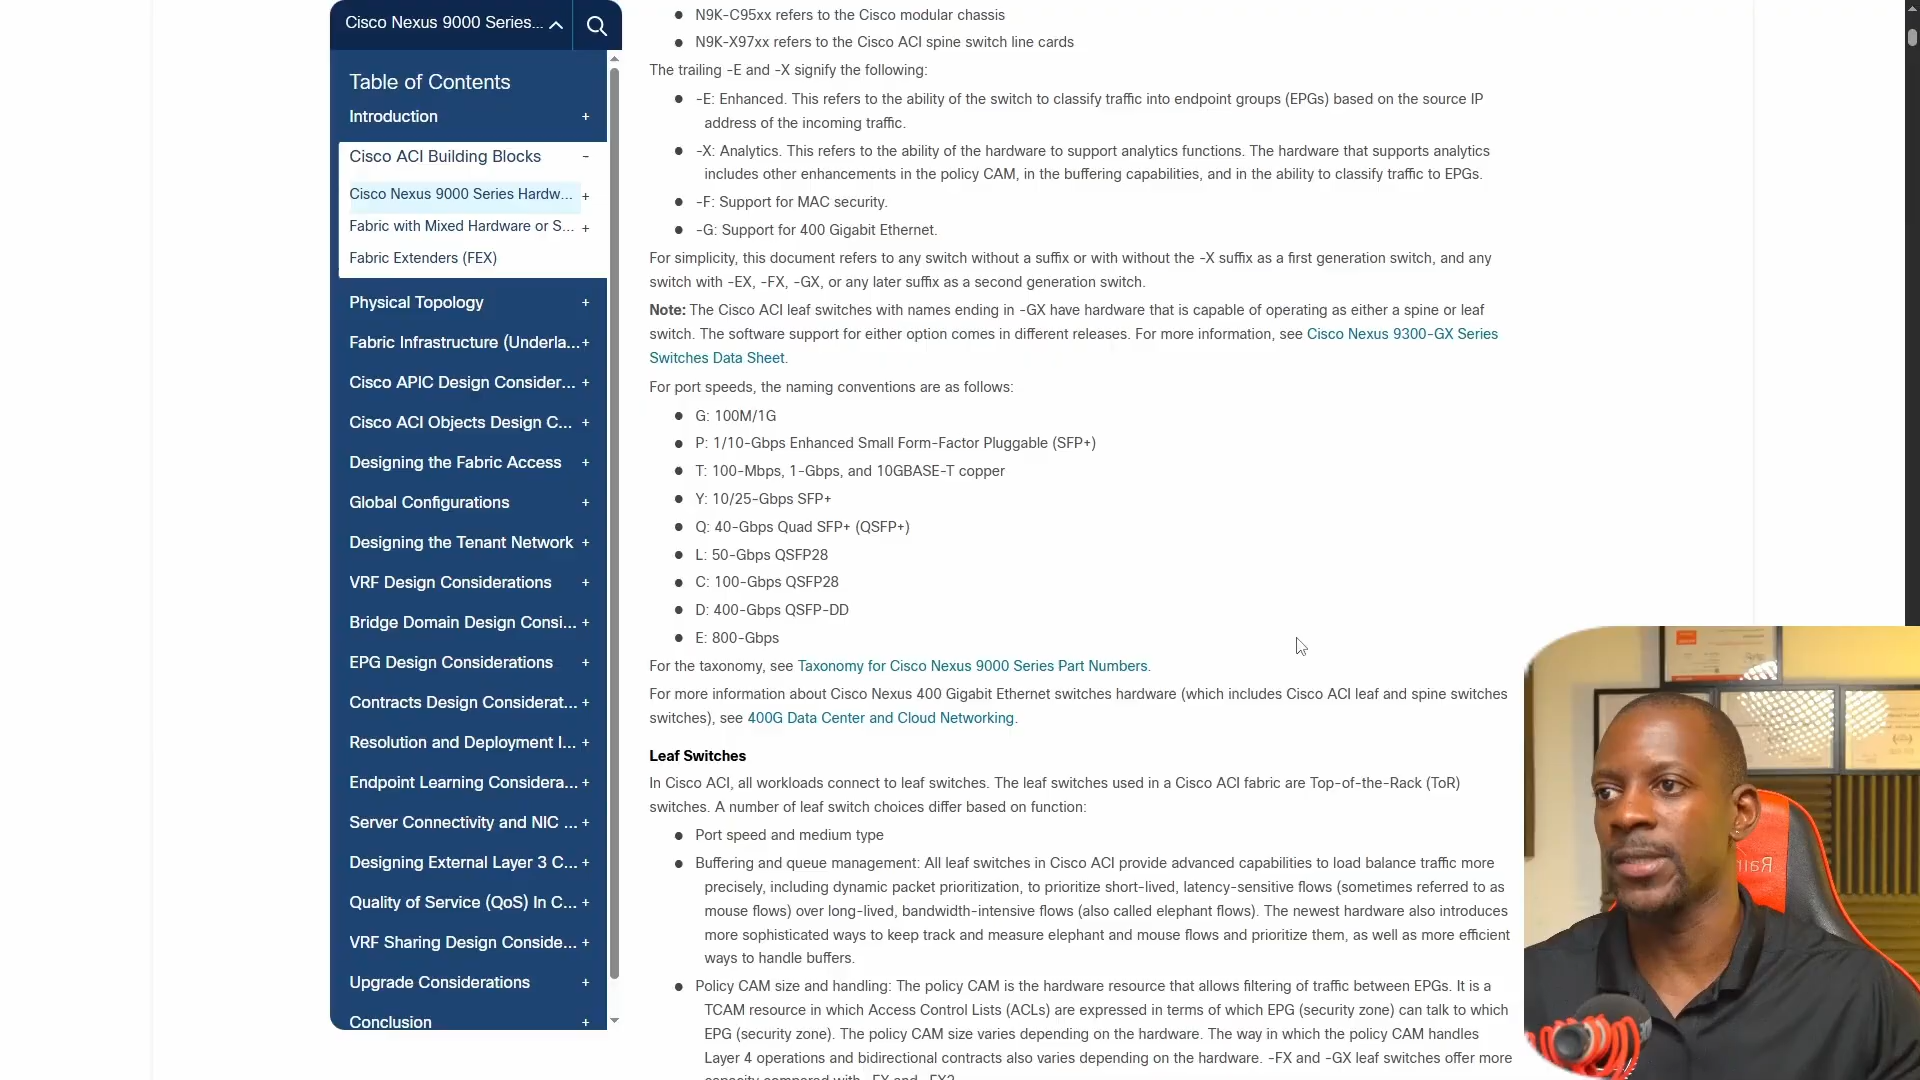 Cisco Nexus 9000 Series...
Table of Contents
Introduction +
Cisco ACI Building Blocks -
Cisco Nexus 9000 Series Hardw... +
Fabric with Mixed Hardware or S... +
Fabric Extenders (FEX)
Physical Topology +
Fabric Infrastructure (Underla... +
Cisco APIC Design Consider... +
Cisco ACI Objects Design C... +
Designing the Fabric Access +
Global Configurations +
Designing the Tenant Network +
VRF Design Considerations +
Bridge Domain Design Consi... +
EPG Design Considerations +
Contracts Design Considerat... +
Resolution and Deployment I... +
Endpoint Learning Considera... +
Server Connectivity and NIC ... +
Designing External Layer 3 C... +
Quality of Service (QoS) In C... +
VRF Sharing Design Conside... +
Upgrade Considerations +
Conclusion +
● N9K-C95xx refers to the Cisco modular chassis
● N9K-X97xx refers to the Cisco ACI spine switch line cards
The trailing -E and -X signify the following:
● -E: Enhanced. This refers to the ability of the switch to classify traffic into endpoint groups (EPGs) based on the source IP
address of the incoming traffic.
● -X: Analytics. This refers to the ability of the hardware to support analytics functions. The hardware that supports analytics
includes other enhancements in the policy CAM, in the buffering capabilities, and in the ability to classify traffic to EPGs.
● -F: Support for MAC security.
● -G: Support for 400 Gigabit Ethernet.
For simplicity, this document refers to any switch without a suffix or with without the -X suffix as a first generation switch, and any
switch with -EX, -FX, -GX, or any later suffix as a second generation switch.
Note: The Cisco ACI leaf switches with names ending in -GX have hardware that is capable of operating as either a spine or leaf
switch. The software support for either option comes in different releases. For more information, see Cisco Nexus 9300-GX Series
Switches Data Sheet.
For port speeds, the naming conventions are as follows:
● G: 100M/1G
● P: 1/10-Gbps Enhanced Small Form-Factor Pluggable (SFP+)
● T: 100-Mbps, 1-Gbps, and 10GBASE-T copper
● Y: 10/25-Gbps SFP+
● Q: 40-Gbps Quad SFP+ (QSFP+)
● L: 50-Gbps QSFP28
● C: 100-Gbps QSFP28
● D: 400-Gbps QSFP-DD
● E: 800-Gbps
For the taxonomy, see Taxonomy for Cisco Nexus 9000 Series Part Numbers.
For more information about Cisco Nexus 400 Gigabit Ethernet switches hardware (which includes Cisco ACI leaf and spine switches
switches), see 400G Data Center and Cloud Networking.
Leaf Switches
In Cisco ACI, all workloads connect to leaf switches. The leaf switches used in a Cisco ACI fabric are Top-of-the-Rack (ToR)
switches. A number of leaf switch choices differ based on function:
● Port speed and medium type
● Buffering and queue management: All leaf switches in Cisco ACI provide advanced capabilities to load balance traffic more
precisely, including dynamic packet prioritization, to prioritize short-lived, latency-sensitive flows (sometimes referred to as
mouse flows) over long-lived, bandwidth-intensive flows (also called elephant flows). The newest hardware also introduces
more sophisticated ways to keep track and measure elephant and mouse flows and prioritize them, as well as more efficient
ways to handle buffers.
● Policy CAM size and handling: The policy CAM is the hardware resource that allows filtering of traffic between EPGs. It is a
TCAM resource in which Access Control Lists (ACLs) are expressed in terms of which EPG (security zone) can talk to which
EPG (security zone). The policy CAM size varies depending on the hardware. The way in which the policy CAM handles
Layer 4 operations and bidirectional contracts also varies depending on the hardware. -FX and -GX leaf switches offer more
capacity compared with -EX and -FX2.